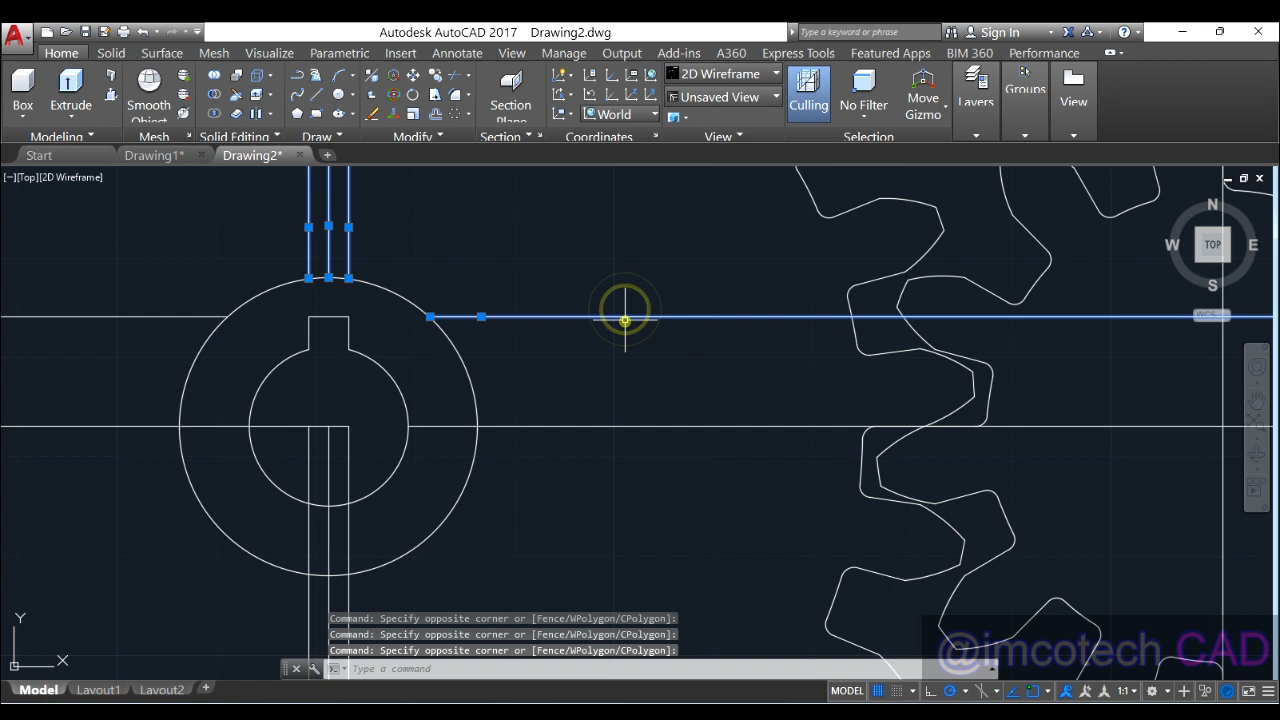 Autodesk AutoCAD 2017 Drawing2.dwg
Type a keyword or phrase
Sign In
Home Solid Surface Mesh Visualize Parametric Insert Annotate View Manage Output Add-ins A360 Express Tools Featured Apps BIM 360 Performance
Box
Extrude
Smooth
Object
Section
Plane
2D Wireframe
Unsaved View
World
Culling
No Filter
Move
Gizmo
Layers
Groups
View
Modeling
Mesh
Solid Editing
Draw
Modify
Section
Coordinates
View
Selection
Start
Drawing1*
Drawing2*
[−][Top][2D Wireframe]
N
W
TOP
E
S
WCS
Y
X
Command: Specify opposite corner or [Fence/WPolygon/CPolygon]:
Command: Specify opposite corner or [Fence/WPolygon/CPolygon]:
Command: Specify opposite corner or [Fence/WPolygon/CPolygon]:
Type a command
@imcotech CAD
Model
Layout1
Layout2
+
MODEL
1:1